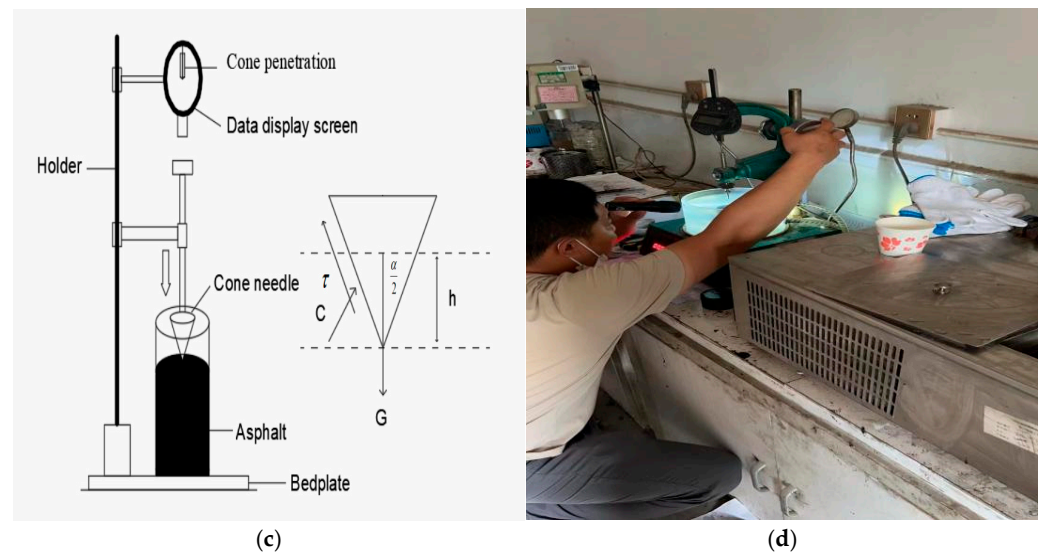 Cone penetration
Data display screen
Holder
Cone needle
τ
α
2
C
h
G
Asphalt
Bedplate
(c)
(d)